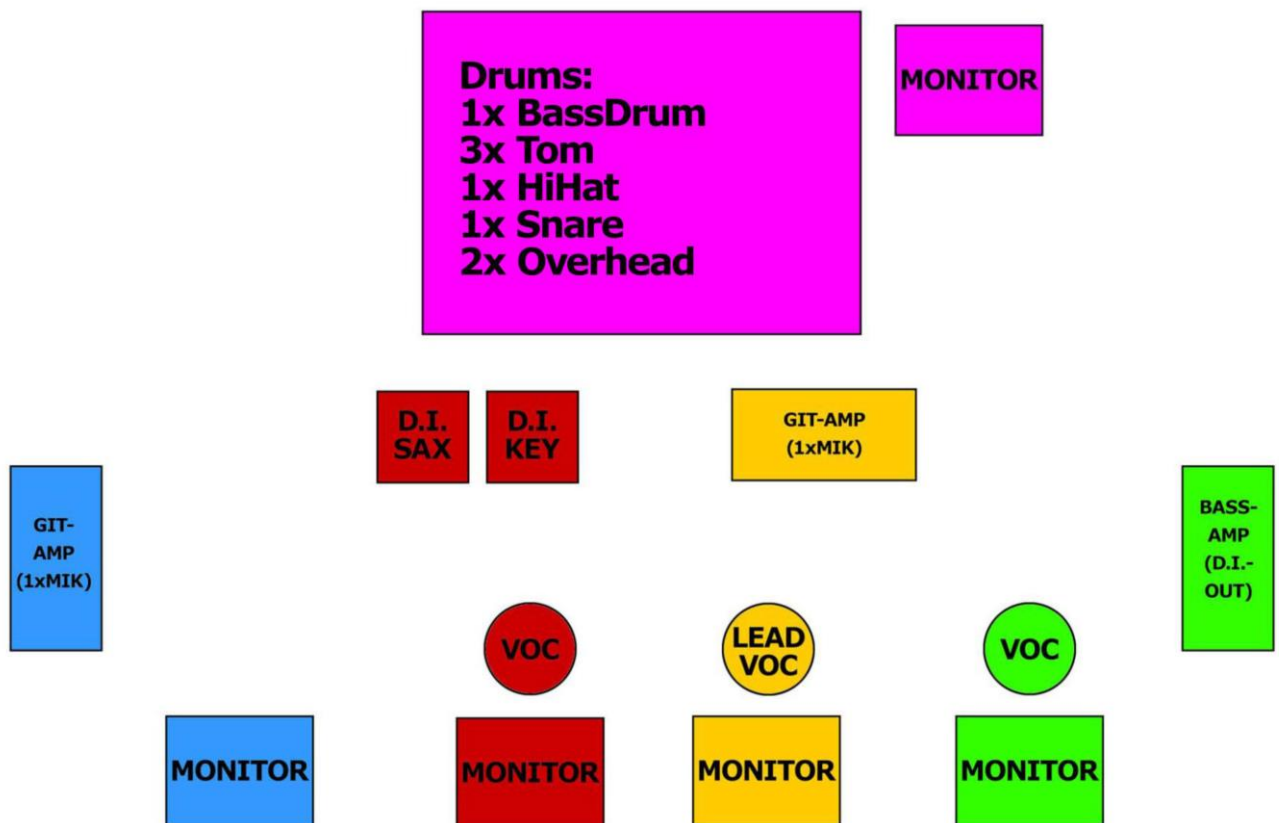 Drums:
1x BassDrum
3x Tom
1x HiHat
1x Snare
2x Overhead
MONITOR
D.I.
SAX
D.I.
KEY
GIT-AMP
(1xMIK)
GIT-
AMP
(1xMIK)
BASS-
AMP
(D.I.-
OUT)
VOC
LEAD
VOC
VOC
MONITOR
MONITOR
MONITOR
MONITOR